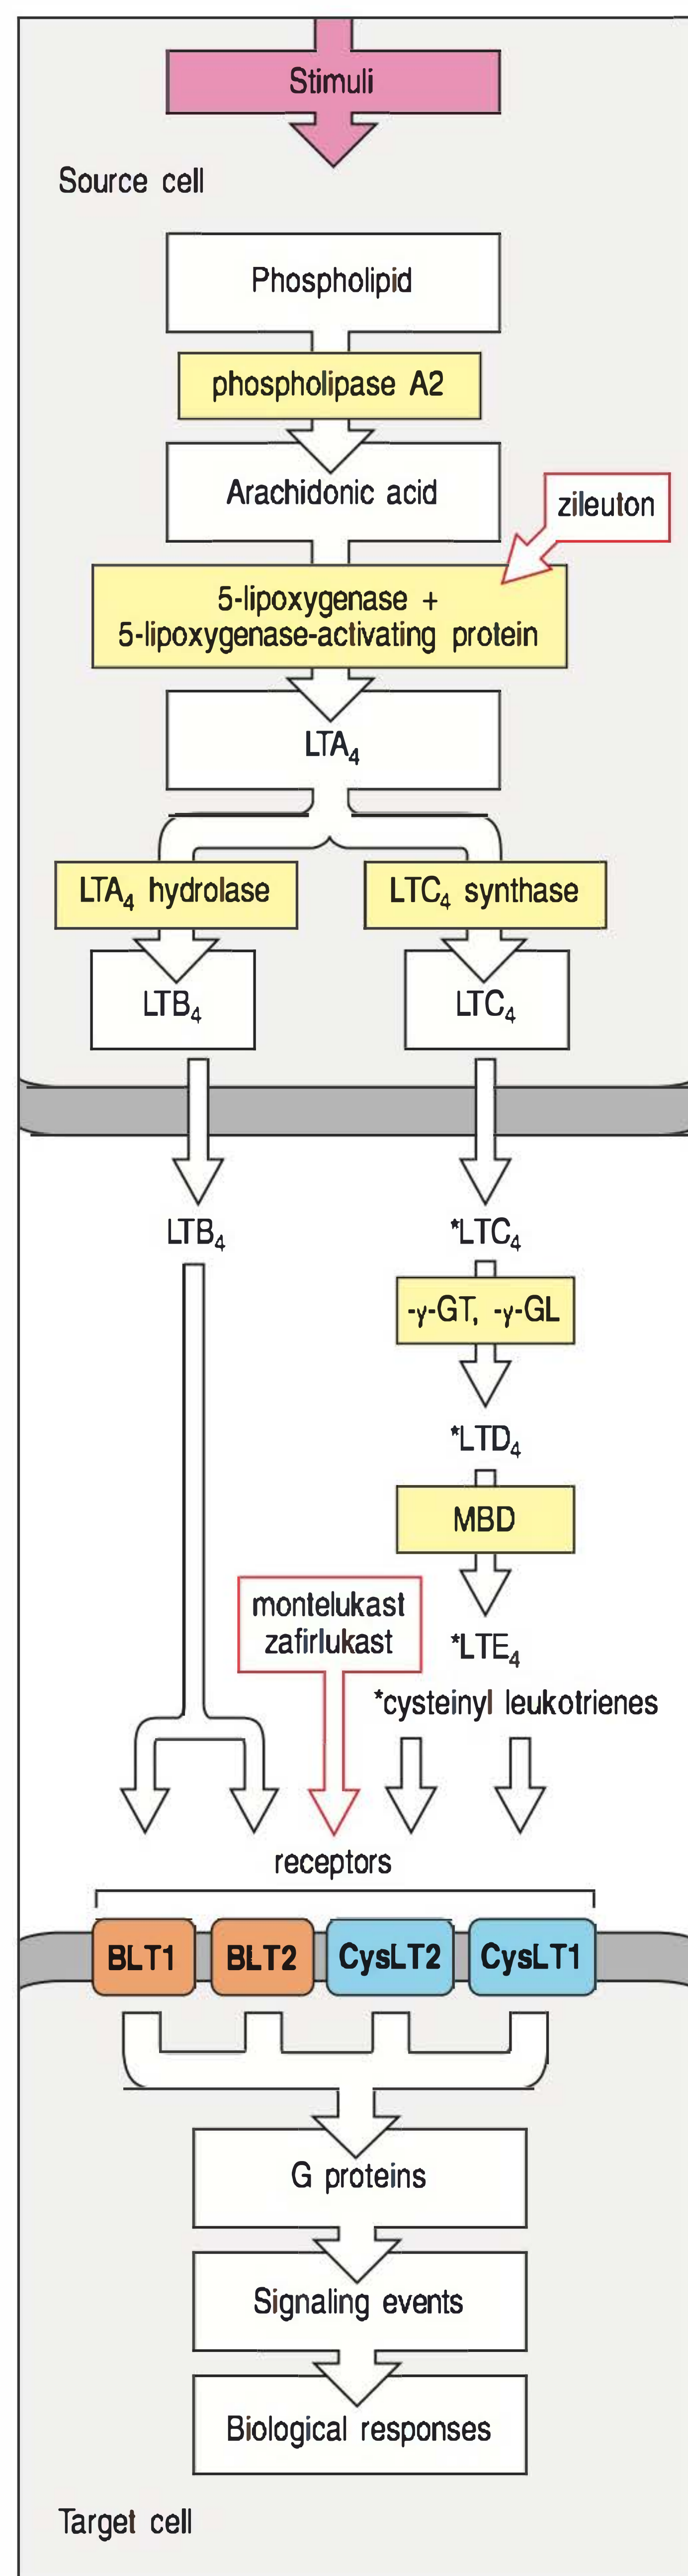 Stimuli
Source cell
Phospholipid
phospholipase A2
Arachidonic acid
zileuton
5-lipoxygenase +
5-lipoxygenase-activating protein
LTA₄
LTA₄ hydrolase
LTC₄ synthase
LTB₄
LTC₄
LTB₄
*LTC₄
-γ-GT, -γ-GL
*LTD₄
MBD
montelukast
zafirlukast
*LTE₄
*cysteinyl leukotrienes
receptors
BLT1
BLT2
CysLT2
CysLT1
G proteins
Signaling events
Biological responses
Target cell